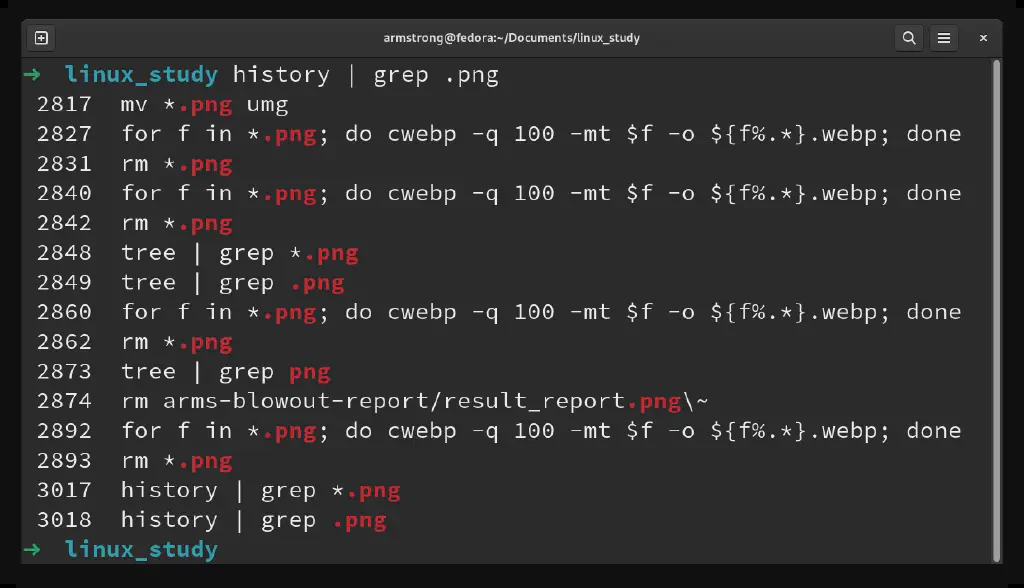 armstrong@fedora:~/Documents/linux_study
→ linux_study history | grep .png
2817 mv *.png umg
2827 for f in *.png; do cwebp -q 100 -mt $f -o ${f%.*}.webp; done
2831 rm *.png
2840 for f in *.png; do cwebp -q 100 -mt $f -o ${f%.*}.webp; done
2842 rm *.png
2848 tree | grep *.png
2849 tree | grep .png
2860 for f in *.png; do cwebp -q 100 -mt $f -o ${f%.*}.webp; done
2862 rm *.png
2873 tree | grep png
2874 rm arms-blowout-report/result_report.png\~
2892 for f in *.png; do cwebp -q 100 -mt $f -o ${f%.*}.webp; done
2893 rm *.png
3017 history | grep *.png
3018 history | grep .png
→ linux_study